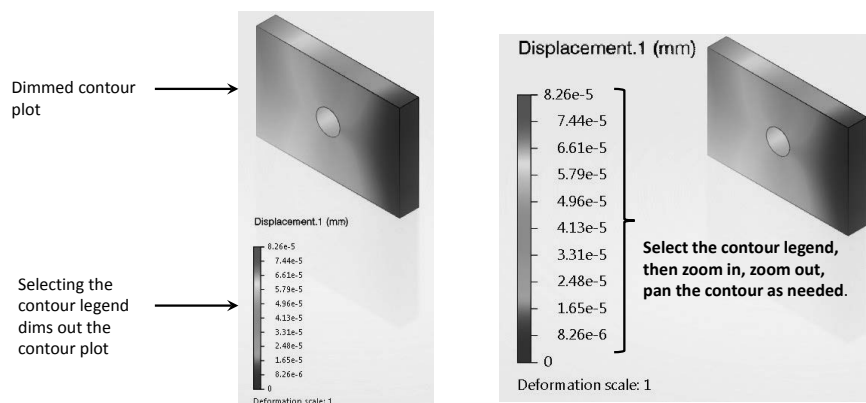 Dimmed contour
plot
Selecting the
contour legend
dims out the
contour plot
Displacement.1 (mm)
8.26e-5
7.44e-5
6.61e-5
5.79e-5
4.96e-5
4.13e-5
3.31e-5
2.48e-5
1.65e-5
8.26e-6
0
Deformation scale: 1
Displacement.1 (mm)
8.26e-5
7.44e-5
6.61e-5
5.79e-5
4.96e-5
4.13e-5
3.31e-5
2.48e-5
1.65e-5
8.26e-6
0
Deformation scale: 1
Select the contour legend,
then zoom in, zoom out,
pan the contour as needed.